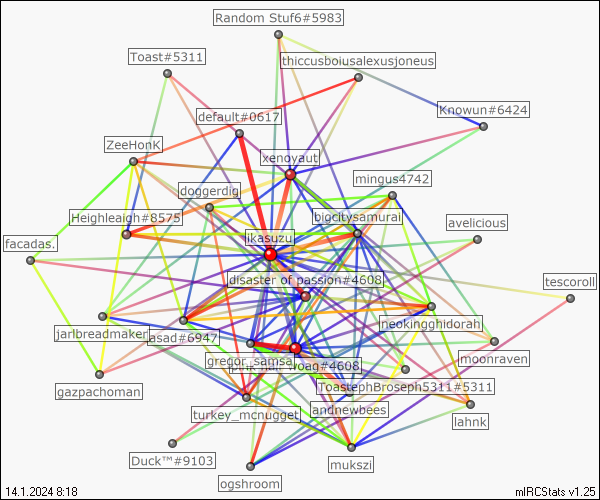 Random Stuf6#5983
Toast#5311
thiccusboiusalexusjoneus
Knowun#6424
default#0617
ZeeHonK
xenovaut
mingus4742
doggerdig
Heighleaigh#8575
bigcitysamurai
avelicious
facadas.
ikasuzu
disaster of passion#4608
tescoroll
jarlbreadmaker
asad#6947
neokingghidorah
moonraven
gregor_samsa
woag#4608
gazpachoman
ToastephBroseph5311#5311
turkey_mcnugget
andnewbees
lahnk
Duck™#9103
mukszi
ogshroom
14.1.2024 8:18
mIRCStats v1.25